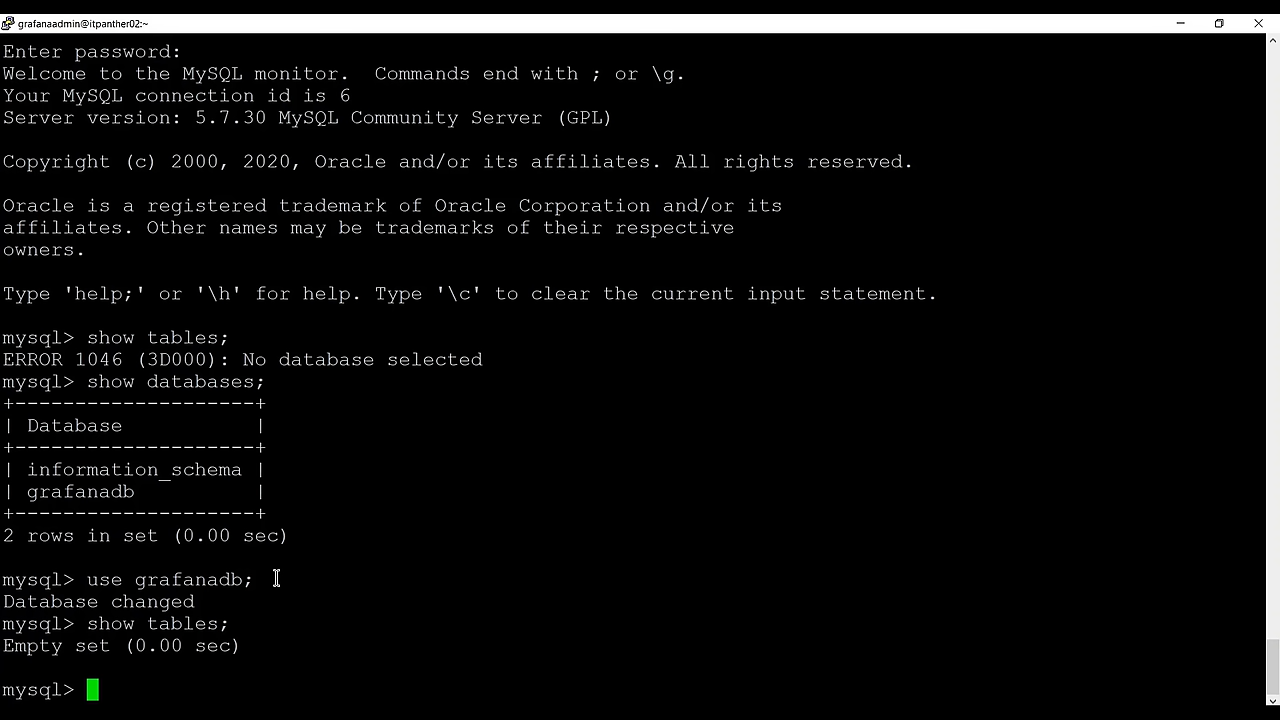 grafanaadmin@itpanther02:~
Enter password:
Welcome to the MySQL monitor.  Commands end with ; or \g.
Your MySQL connection id is 6
Server version: 5.7.30 MySQL Community Server (GPL)
Copyright (c) 2000, 2020, Oracle and/or its affiliates. All rights reserved.
Oracle is a registered trademark of Oracle Corporation and/or its
affiliates. Other names may be trademarks of their respective
owners.
Type 'help;' or '\h' for help. Type '\c' to clear the current input statement.
mysql> show tables;
ERROR 1046 (3D000): No database selected
mysql> show databases;
+--------------------+
| Database           |
+--------------------+
| information_schema |
| grafanadb          |
+--------------------+
2 rows in set (0.00 sec)
mysql> use grafanadb;
Database changed
mysql> show tables;
Empty set (0.00 sec)
mysql>